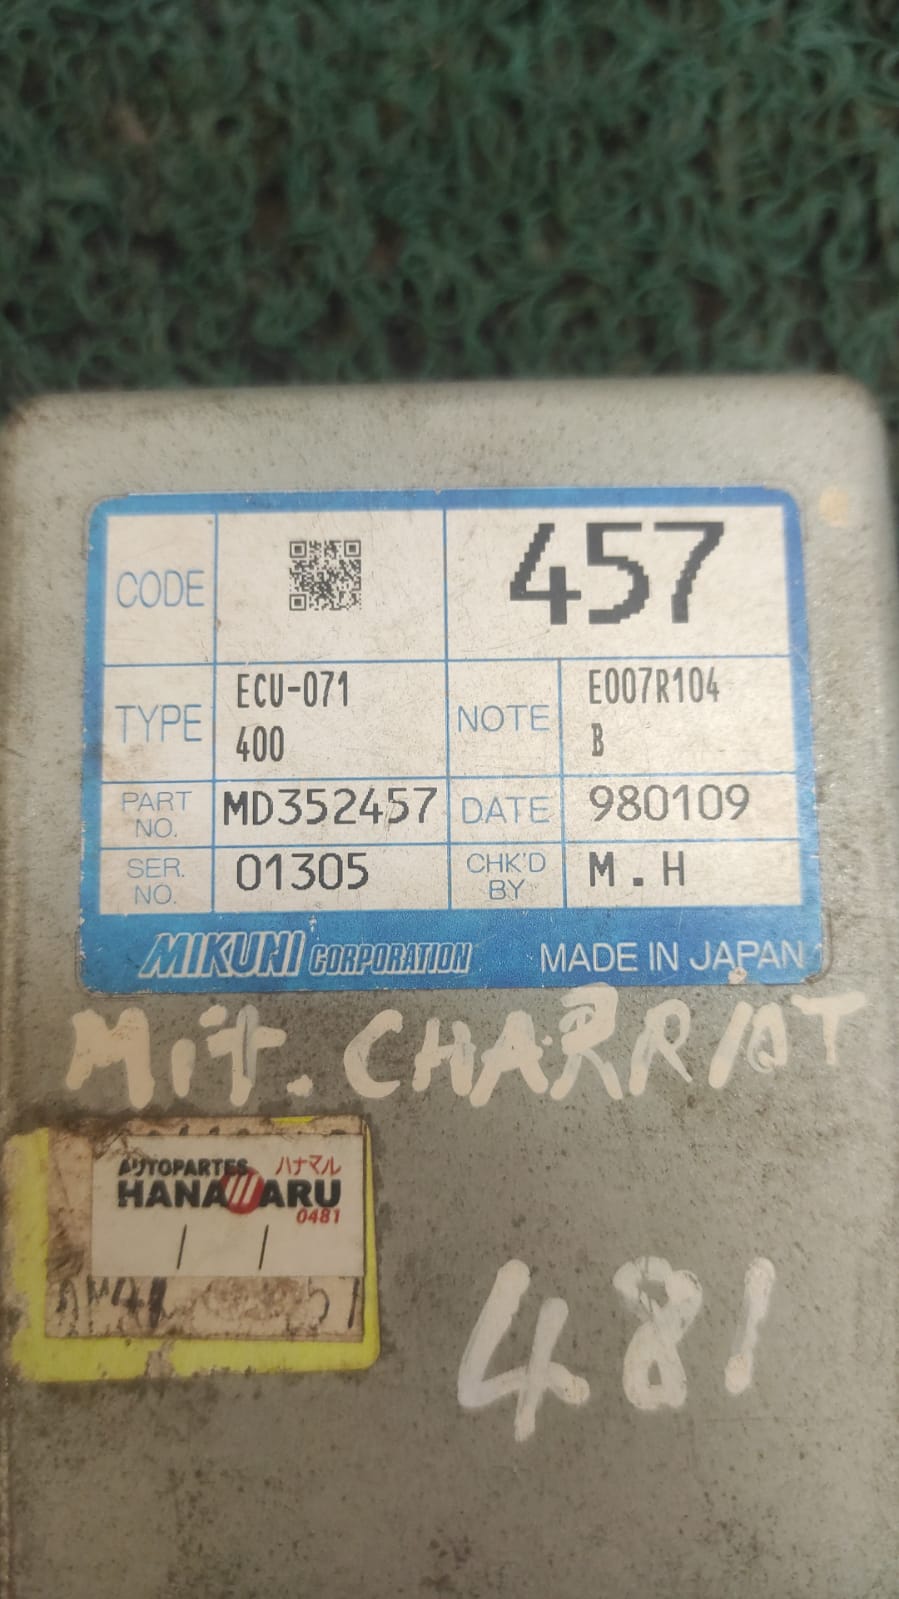 CODE 457
TYPE ECU-071 400 NOTE E007R104 B
PART NO. MD352457 DATE 980109
SER. NO. 01305 CHK'D BY M.H
MIKUNI CORPORATION MADE IN JAPAN
Mit. CHARRIOT
AUTOPARTES ハナマル
HANAMARU
0481
/ /
481